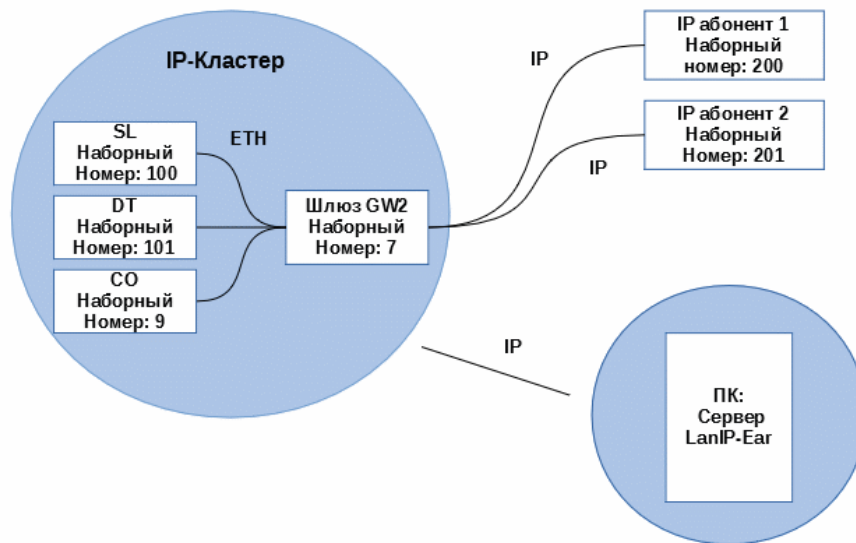 IP-Кластер
SL
Наборный
Номер: 100
ETH
DT
Наборный
Номер: 101
CO
Наборный
Номер: 9
Шлюз GW2
Наборный
Номер: 7
IP
IP абонент 1
Наборный
номер: 200
IP
IP абонент 2
Наборный
Номер: 201
IP
ПК:
Сервер
LanIP-Ear